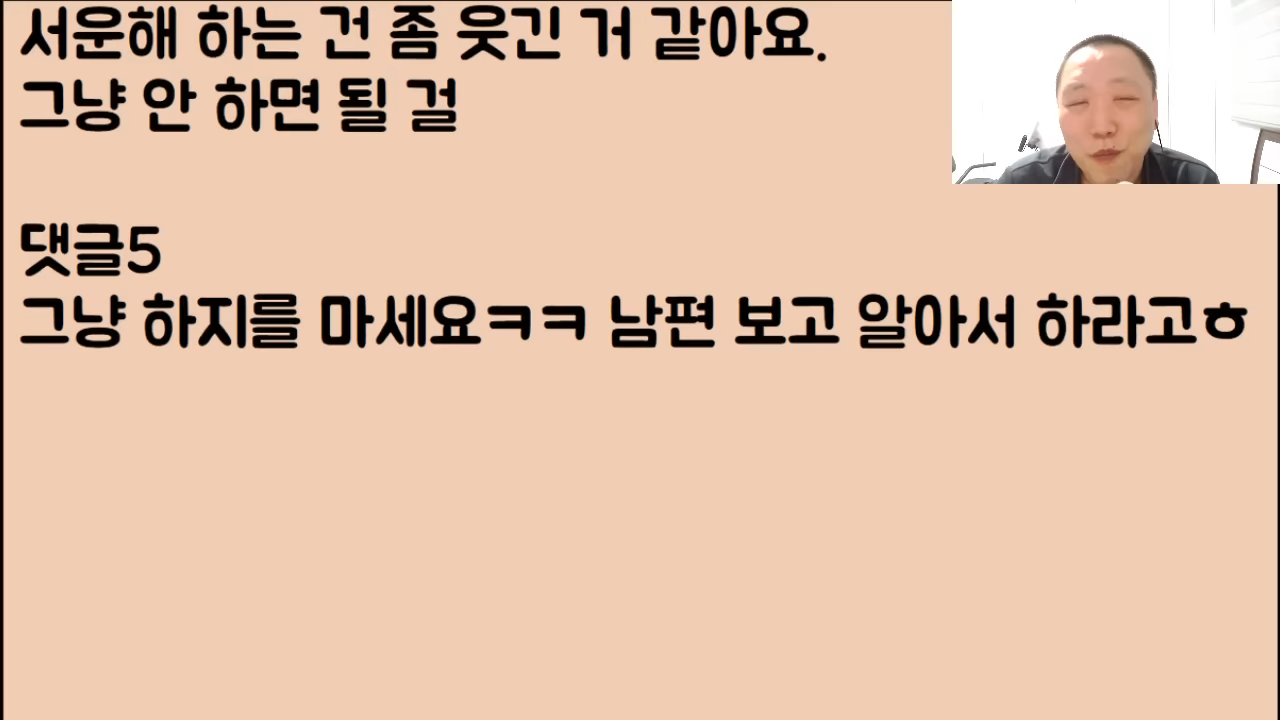 서운해 하는 건 좀 웃긴 거 같아요.
그냥 안 하면 될 걸
댓글5
그냥 하지를 마세요ㅋㅋ 남편 보고 알아서 하라고ㅎ